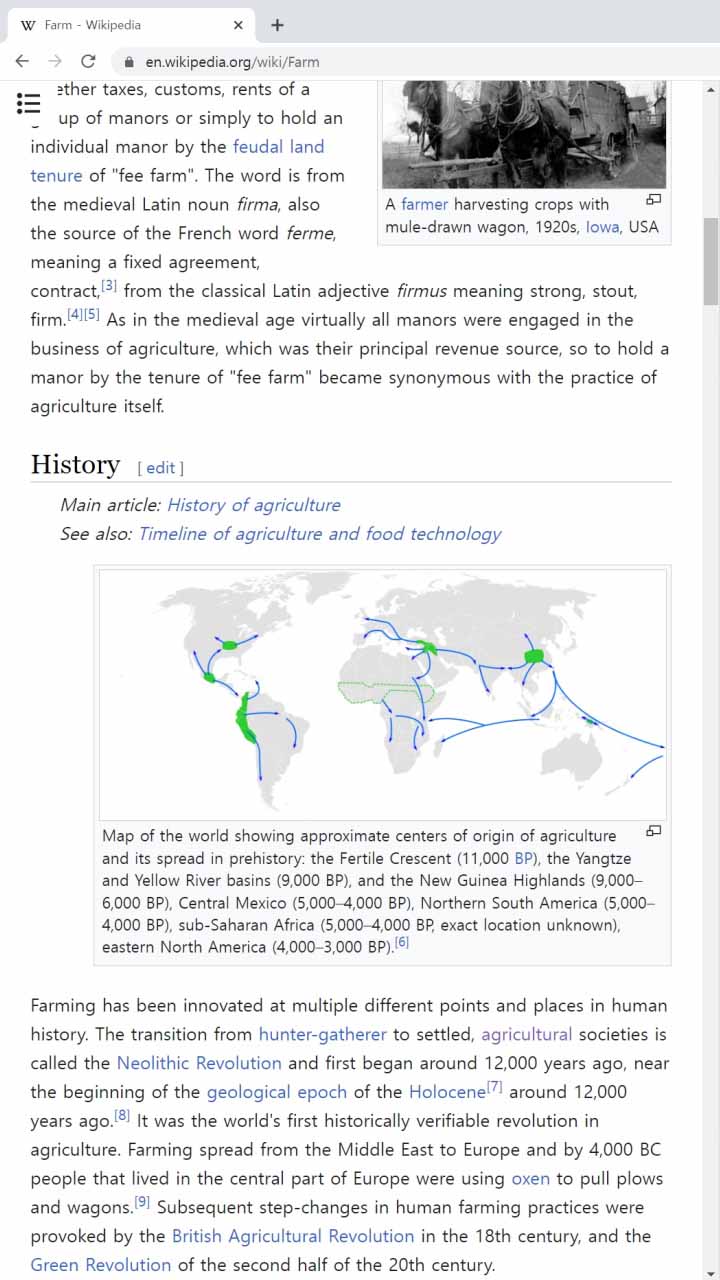 W Farm - Wikipedia
en.wikipedia.org/wiki/Farm
ether taxes, customs, rents of a
up of manors or simply to hold an
individual manor by the feudal land
tenure of "fee farm". The word is from
the medieval Latin noun firma, also
the source of the French word ferme,
meaning a fixed agreement,
A farmer harvesting crops with
mule-drawn wagon, 1920s, Iowa, USA
contract,[3] from the classical Latin adjective firmus meaning strong, stout,
firm.[4][5] As in the medieval age virtually all manors were engaged in the
business of agriculture, which was their principal revenue source, so to hold a
manor by the tenure of "fee farm" became synonymous with the practice of
agriculture itself.
History [ edit ]
Main article: History of agriculture
See also: Timeline of agriculture and food technology
Map of the world showing approximate centers of origin of agriculture
and its spread in prehistory: the Fertile Crescent (11,000 BP), the Yangtze
and Yellow River basins (9,000 BP), and the New Guinea Highlands (9,000–
6,000 BP), Central Mexico (5,000–4,000 BP), Northern South America (5,000–
4,000 BP), sub-Saharan Africa (5,000–4,000 BP, exact location unknown),
eastern North America (4,000–3,000 BP).[6]
Farming has been innovated at multiple different points and places in human
history. The transition from hunter-gatherer to settled, agricultural societies is
called the Neolithic Revolution and first began around 12,000 years ago, near
the beginning of the geological epoch of the Holocene[7] around 12,000
years ago.[8] It was the world's first historically verifiable revolution in
agriculture. Farming spread from the Middle East to Europe and by 4,000 BC
people that lived in the central part of Europe were using oxen to pull plows
and wagons.[9] Subsequent step-changes in human farming practices were
provoked by the British Agricultural Revolution in the 18th century, and the
Green Revolution of the second half of the 20th century.